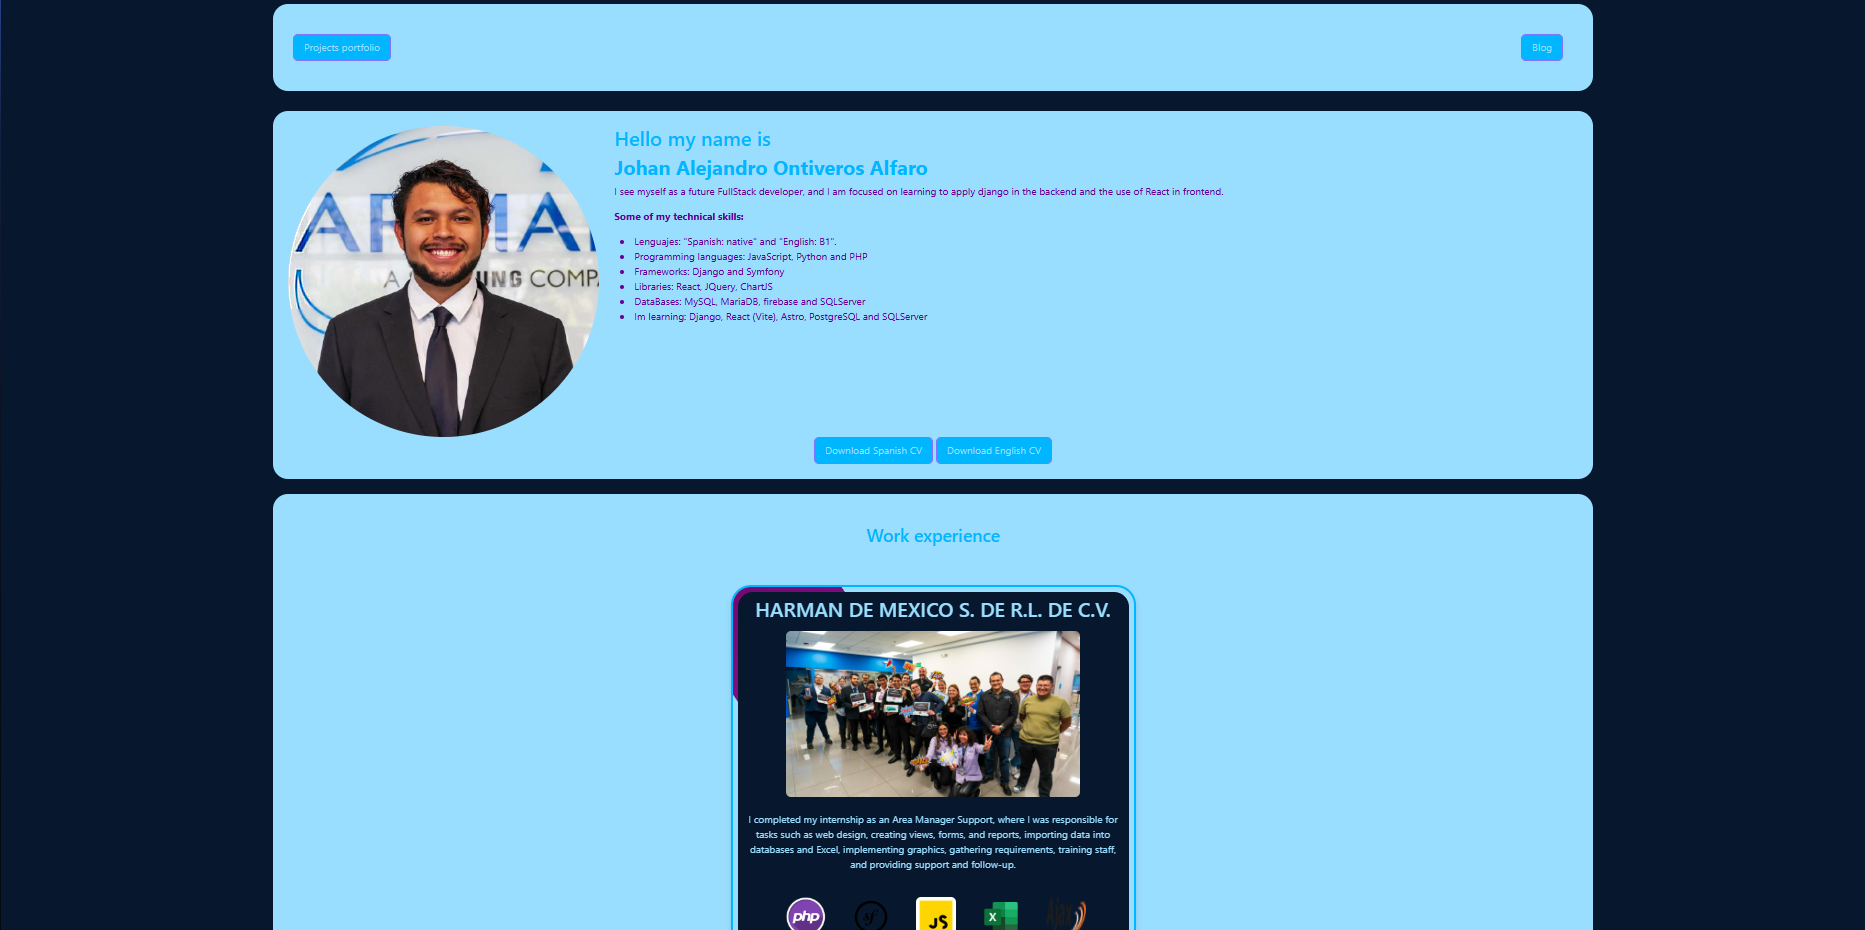 Projects portfolio
Blog
Hello my name is
Johan Alejandro Ontiveros Alfaro
I see myself as a future FullStack developer, and I am focused on learning to apply django in the backend and the use of React in frontend.
Some of my technical skills:
Lenguajes: "Spanish: native" and "English: B1".
Programming languages: JavaScript, Python and PHP
Frameworks: Django and Symfony
Libraries: React, JQuery, ChartJS
DataBases: MySQL, MariaDB, firebase and SQLServer
Im learning: Django, React (Vite), Astro, PostgreSQL and SQLServer
Download Spanish CV
Download English CV
Work experience
HARMAN DE MEXICO S. DE R.L. DE C.V.
I completed my internship as an Area Manager Support, where I was responsible for
tasks such as web design, creating views, forms, and reports, importing data into
databases and Excel, implementing graphics, gathering requirements, training staff,
and providing support and follow-up.
php
sf
JS
X
Ajax